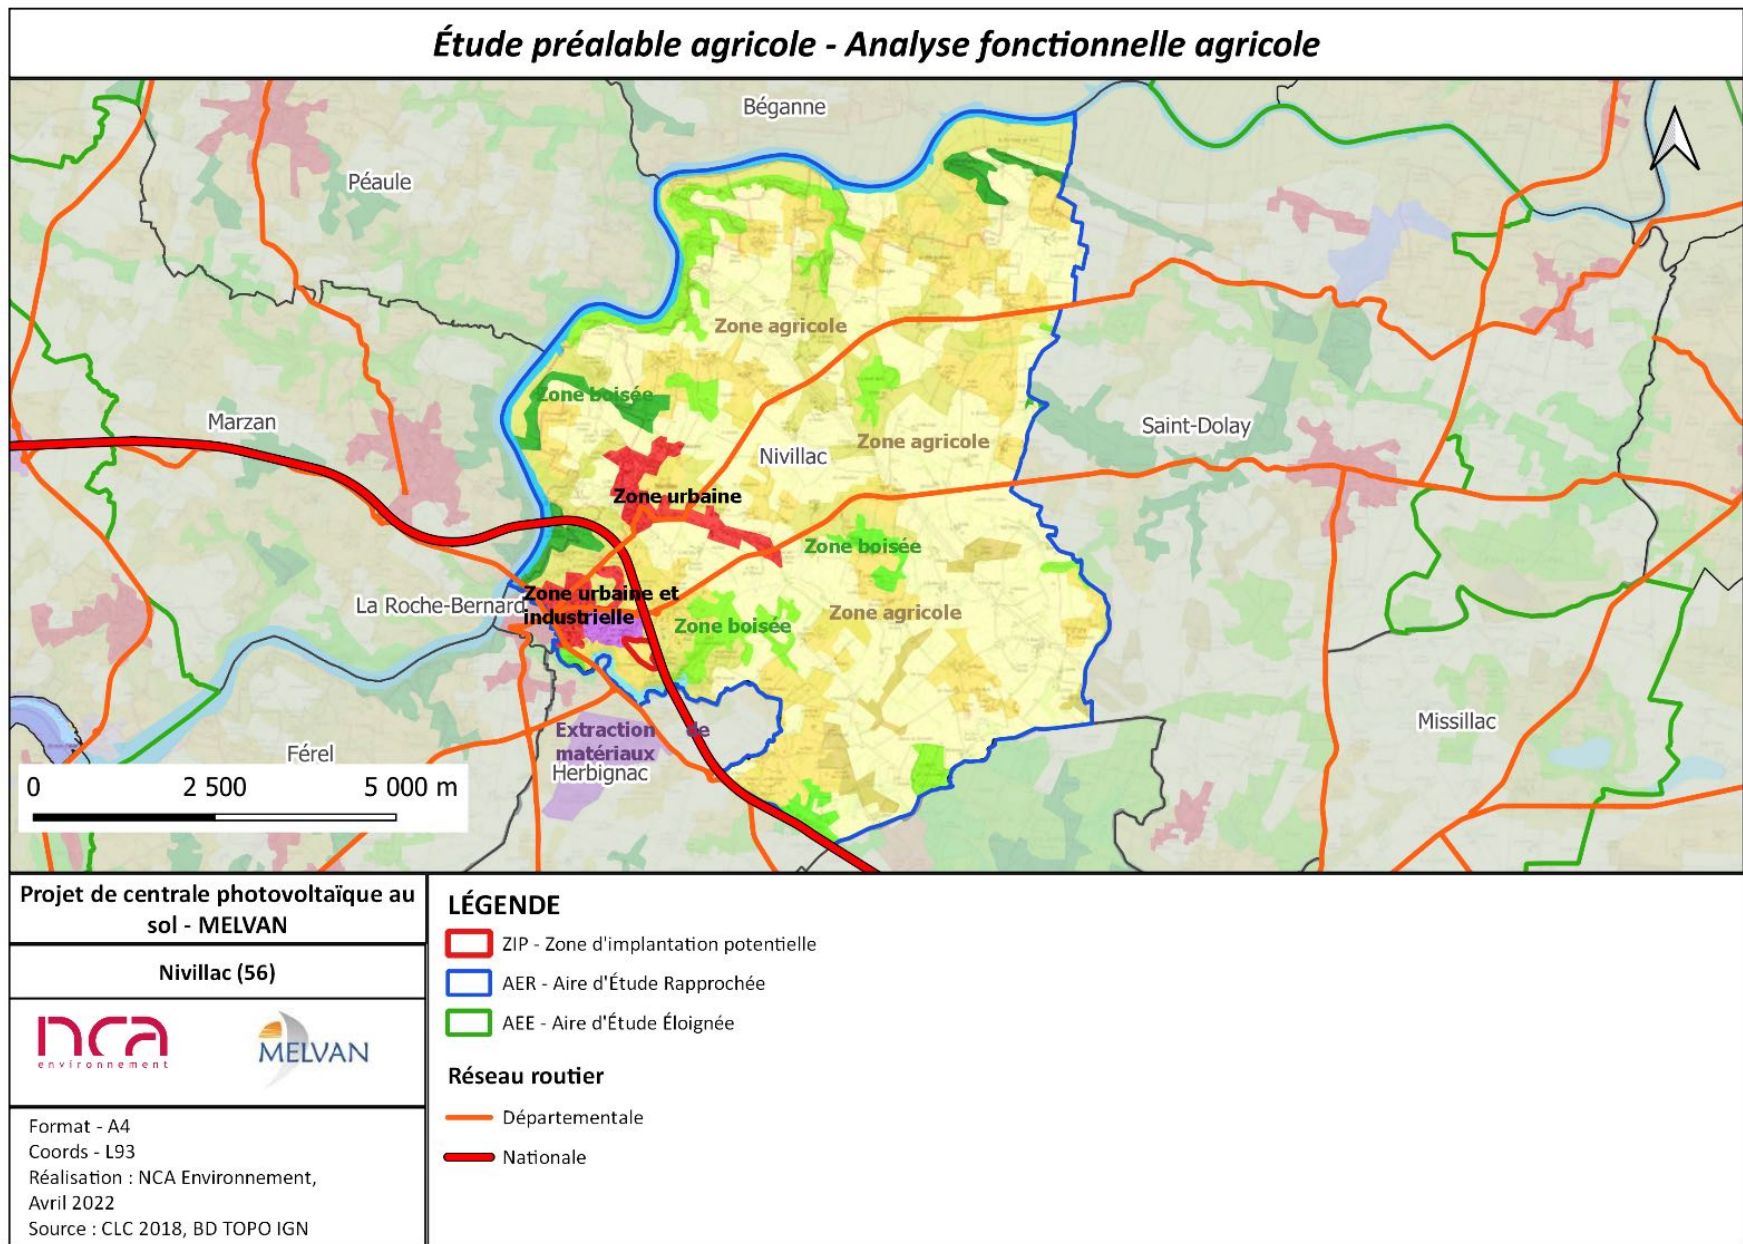 Étude préalable agricole - Analyse fonctionnelle agricole
Béganne
Péaule
Zone agricole
Zone boisée
Marzan
Saint-Dolay
Zone agricole
Nivillac
Zone urbaine
Zone boisée
La Roche-Bernard
Zone urbaine et
industrielle
Zone boisée
Zone agricole
Extraction de
matériaux
Missillac
Férel
Herbignac
0 2 500 5 000 m
Projet de centrale photovoltaïque au
sol - MELVAN
Nivillac (56)
nca
environnement
MELVAN
Format - A4
Coords - L93
Réalisation : NCA Environnement,
Avril 2022
Source : CLC 2018, BD TOPO IGN
LÉGENDE
ZIP - Zone d'implantation potentielle
AER - Aire d'Étude Rapprochée
AEE - Aire d'Étude Éloignée
Réseau routier
Départementale
Nationale